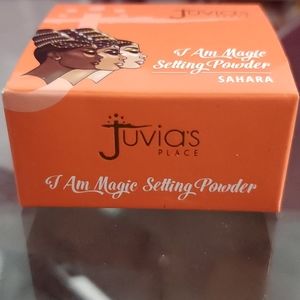 JUVIA'S
I Am Magic
Setting Powder
SAHARA
JUVIA'S
PLACE
I Am Magic Setting Powder